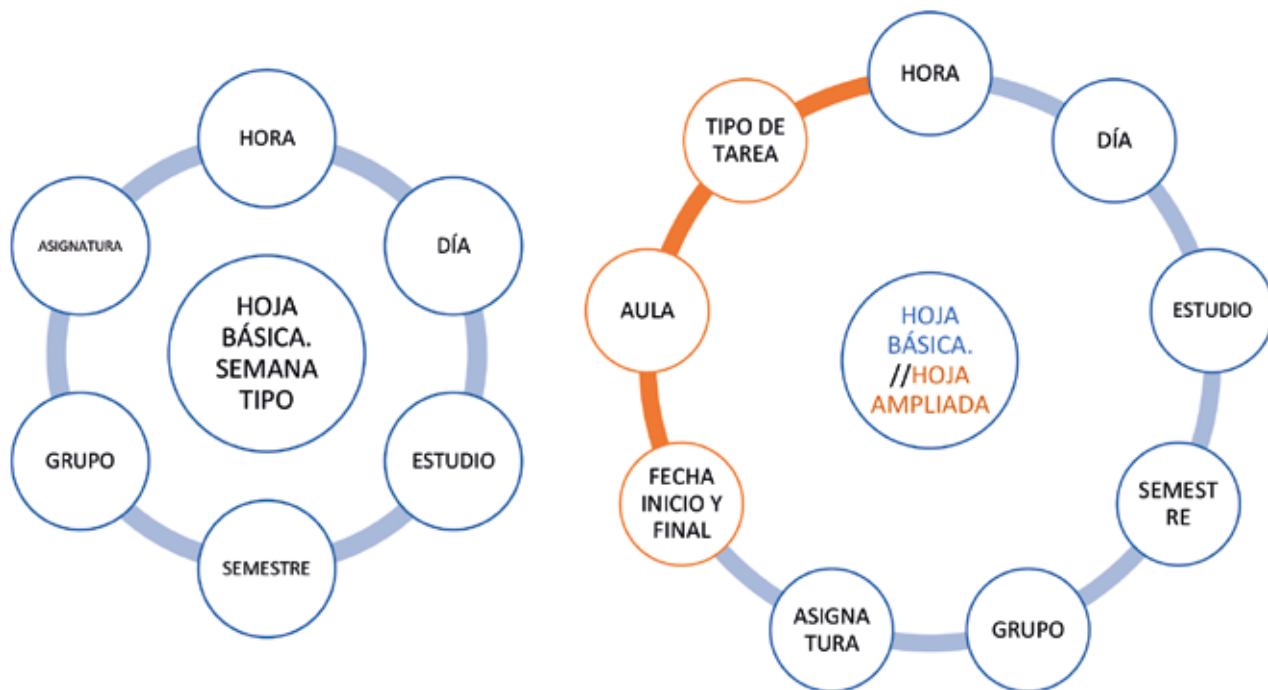 HORA
DÍA
ESTUDIO
SEMESTRE
GRUPO
ASIGNATURA
HOJA
BÁSICA.
SEMANA
TIPO
HORA
DÍA
ESTUDIO
SEMEST
RE
GRUPO
ASIGNA
TURA
FECHA
INICIO Y
FINAL
AULA
TIPO DE
TAREA
HOJA
BÁSICA.
//HOJA
AMPLIADA